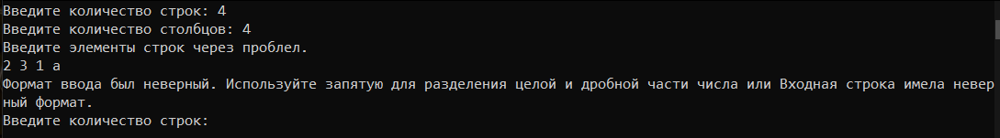 Введите количество строк: 4
Введите количество столбцов: 4
Введите элементы строк через проблел.
2 3 1 a
Формат ввода был неверный. Используйте запятую для разделения целой и дробной части числа или Входная строка имела невер
ный формат.
Введите количество строк: